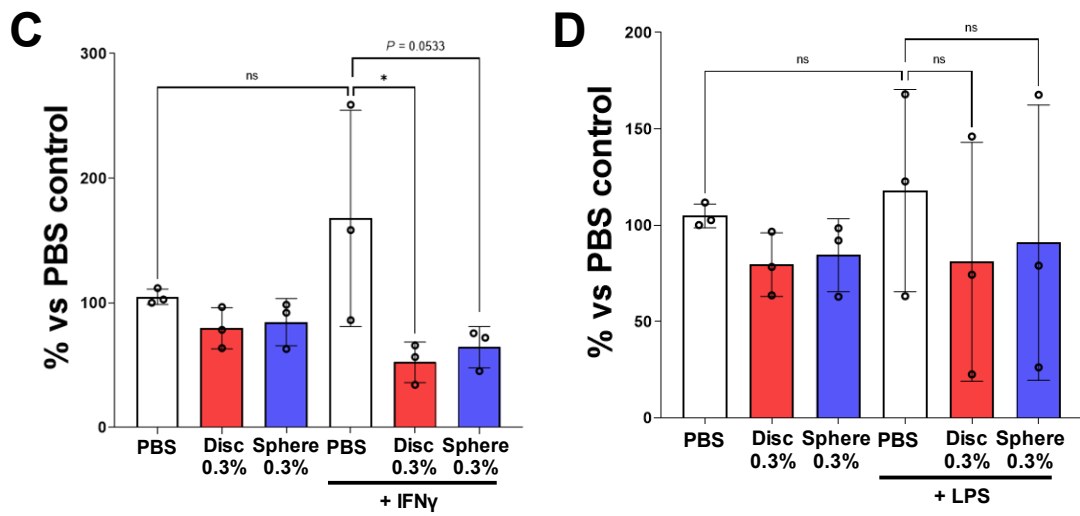 C
% vs PBS control
300
200
100
0
ns
*
P = 0.0533
PBS
Disc
0.3%
Sphere
0.3%
PBS
Disc
0.3%
Sphere
0.3%
+ IFNγ
D
% vs PBS control
200
150
100
50
0
ns
ns
ns
PBS
Disc
0.3%
Sphere
0.3%
PBS
Disc
0.3%
Sphere
0.3%
+ LPS